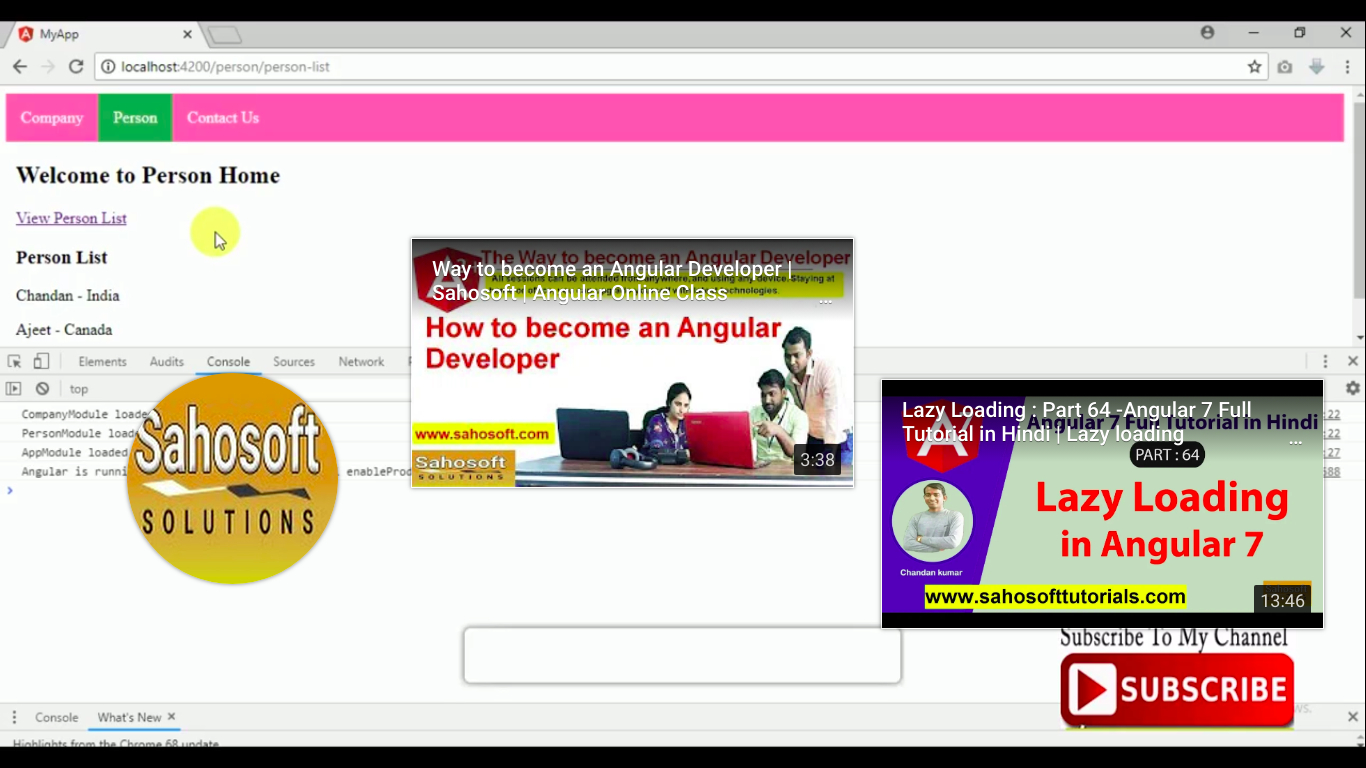 MyApp
localhost:4200/person/person-list
Company Person Contact Us
Welcome to Person Home
View Person List
Person List
Chandan - India
Ajeet - Canada
Elements Audits Console Sources Network
top
CompanyModule loade
PersonModule load
AppModule loaded
Angular is runni
enableProd
:22
:22
:27
Sahosoft
SOLUTIONS
The Way to become an Angular Developer
Way to become an Angular Developer |
Sahosoft | Angular Online Class
...
How to become an Angular
Developer
www.sahosoft.com
Sahosoft
SOLUTIONS
3:38
Angular 7 Full Tutorial in Hindi
Lazy Loading : Part 64 -Angular 7 Full
Tutorial in Hindi | Lazy loading
...
PART : 64
Lazy Loading
in Angular 7
Chandan kumar
www.sahosofttutorials.com
13:46
Subscribe To My Channel
SUBSCRIBE
Console What's New
Highlights from the Chrome 68 update